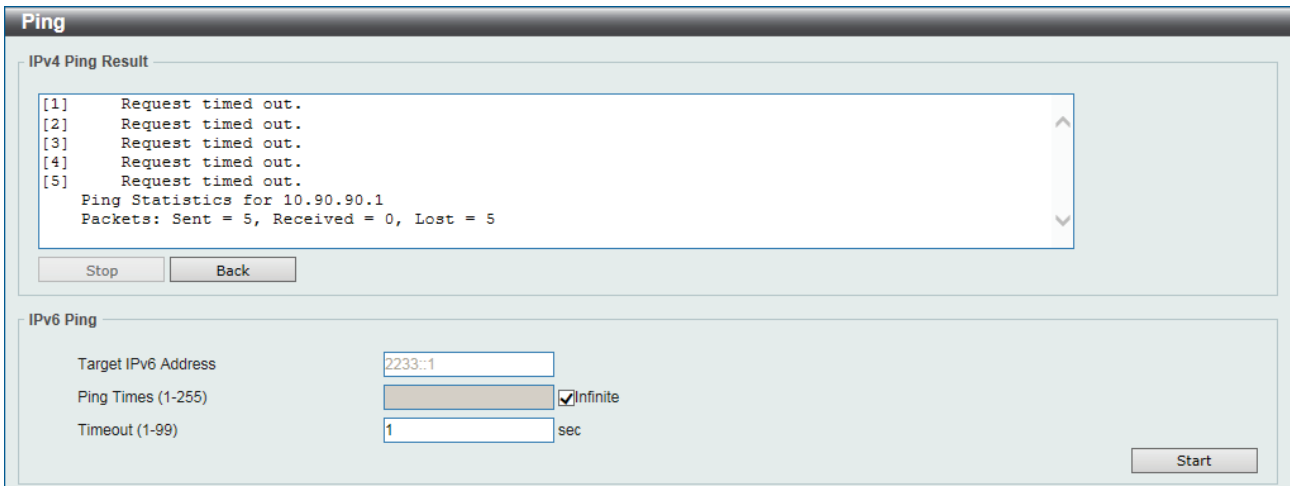 Ping
IPv4 Ping Result
[1] Request timed out.
[2] Request timed out.
[3] Request timed out.
[4] Request timed out.
[5] Request timed out.
Ping Statistics for 10.90.90.1
Packets: Sent = 5, Received = 0, Lost = 5
Stop Back
IPv6 Ping
Target IPv6 Address 2233::1
Ping Times (1-255) Infinite
Timeout (1-99) 1 sec
Start